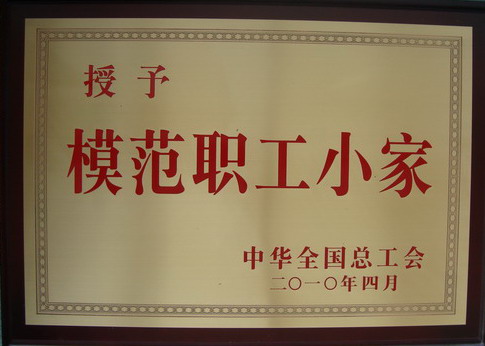 授予
模范职工小家
中华全国总工会
二〇一〇年四月